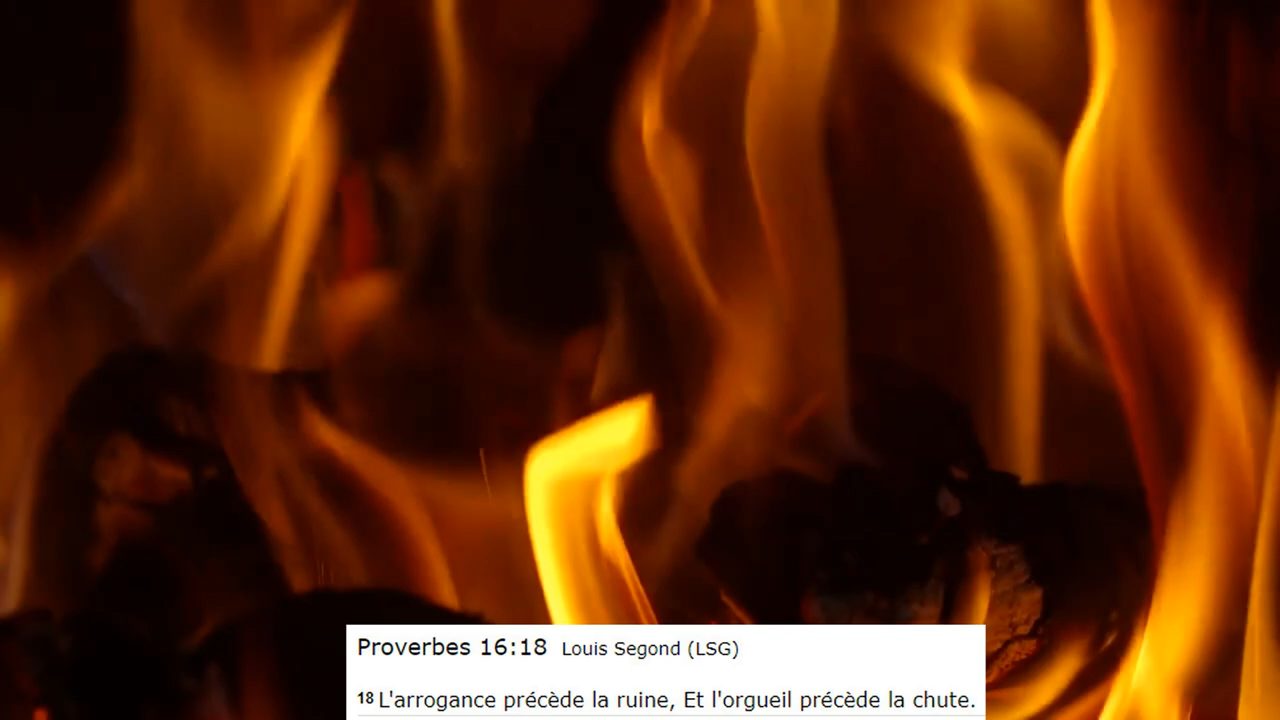 Proverbes 16:18 Louis Segond (LSG)
18 L'arrogance précède la ruine, Et l'orgueil précède la chute.